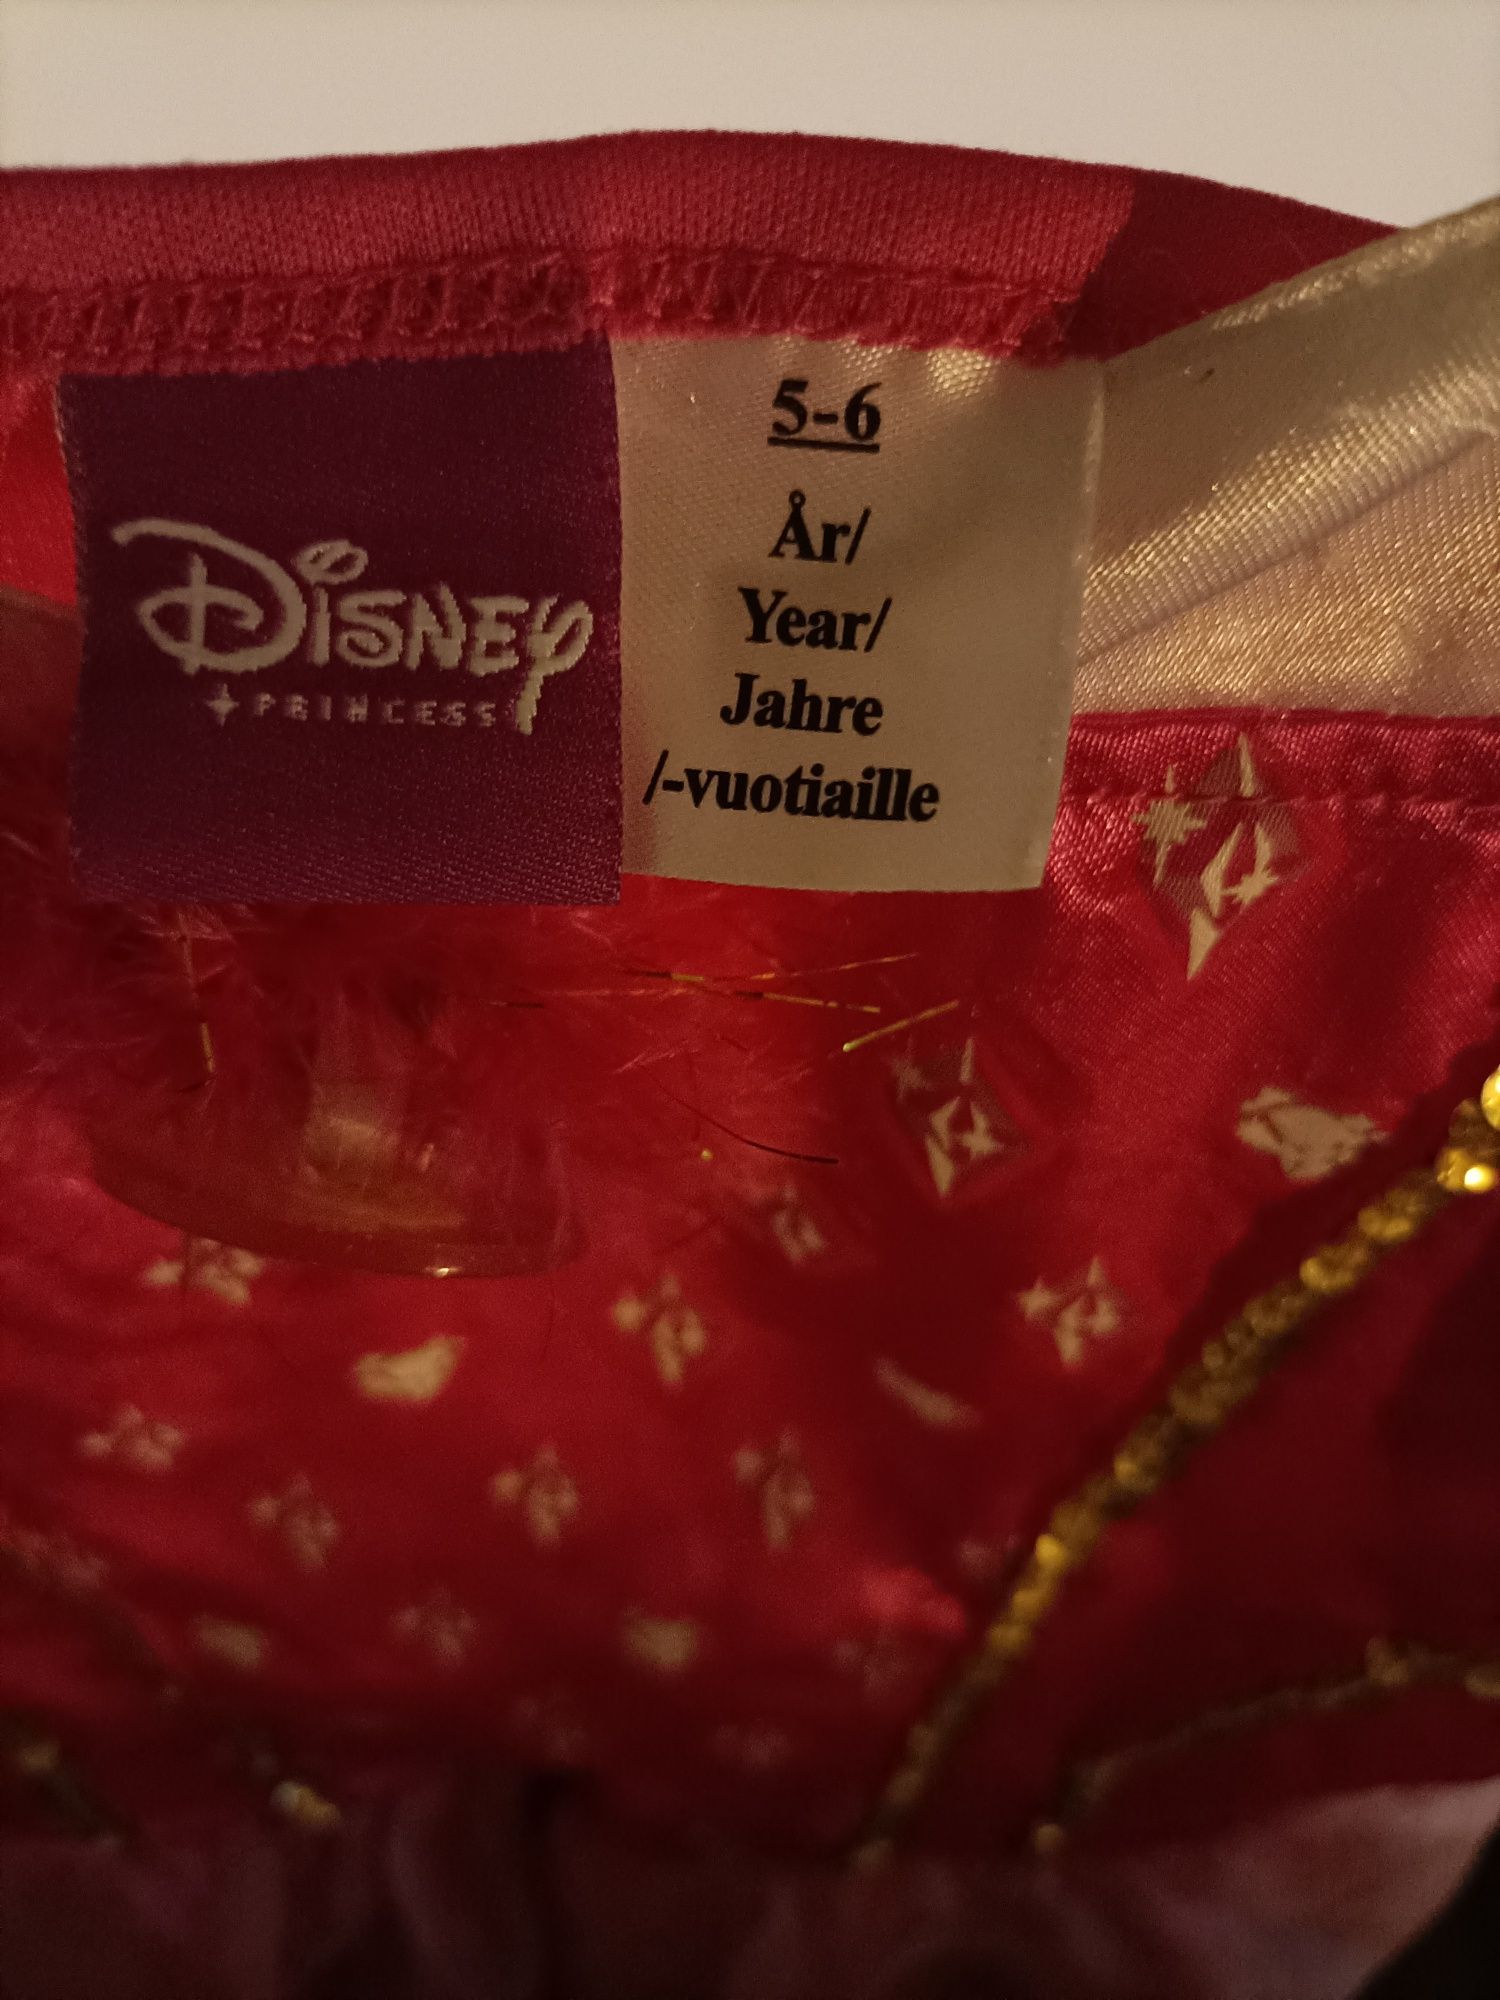 Disney
PRINCESS
5-6
År/
Year/
Jahre
/-vuotiaille